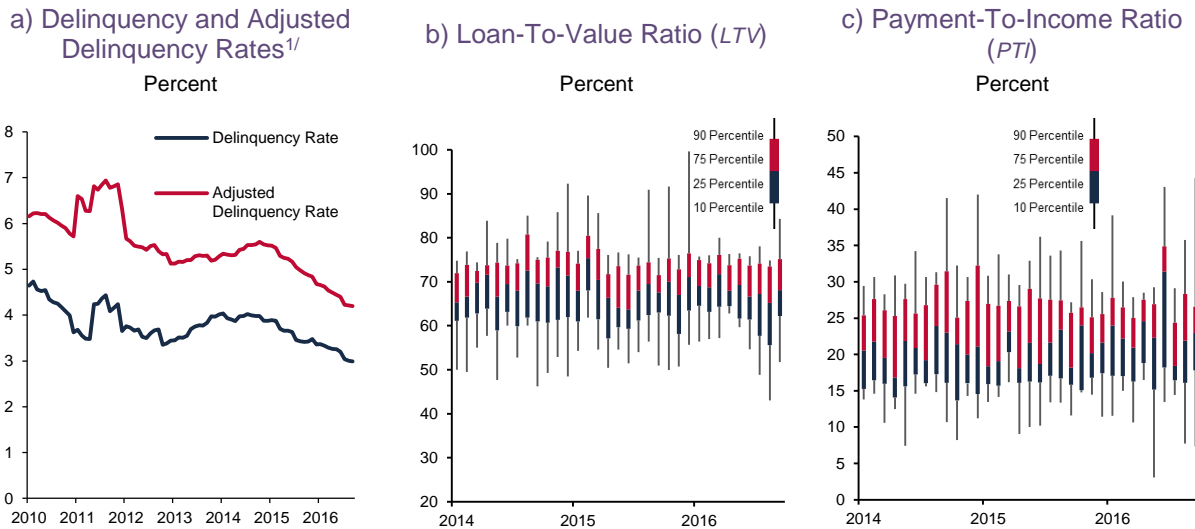 a) Delinquency and Adjusted
Delinquency Rates1/
Percent
8
7
6
5
4
3
2
1
0
2010 2011 2012 2013 2014 2015 2016
Delinquency Rate
Adjusted
Delinquency Rate
b) Loan-To-Value Ratio (LTV)
Percent
100
90
80
70
60
50
40
30
20
2014 2015 2016
90 Percentile
75 Percentile
25 Percentile
10 Percentile
c) Payment-To-Income Ratio
(PTI)
Percent
50
45
40
35
30
25
20
15
10
5
0
2014 2015 2016
90 Percentile
75 Percentile
25 Percentile
10 Percentile